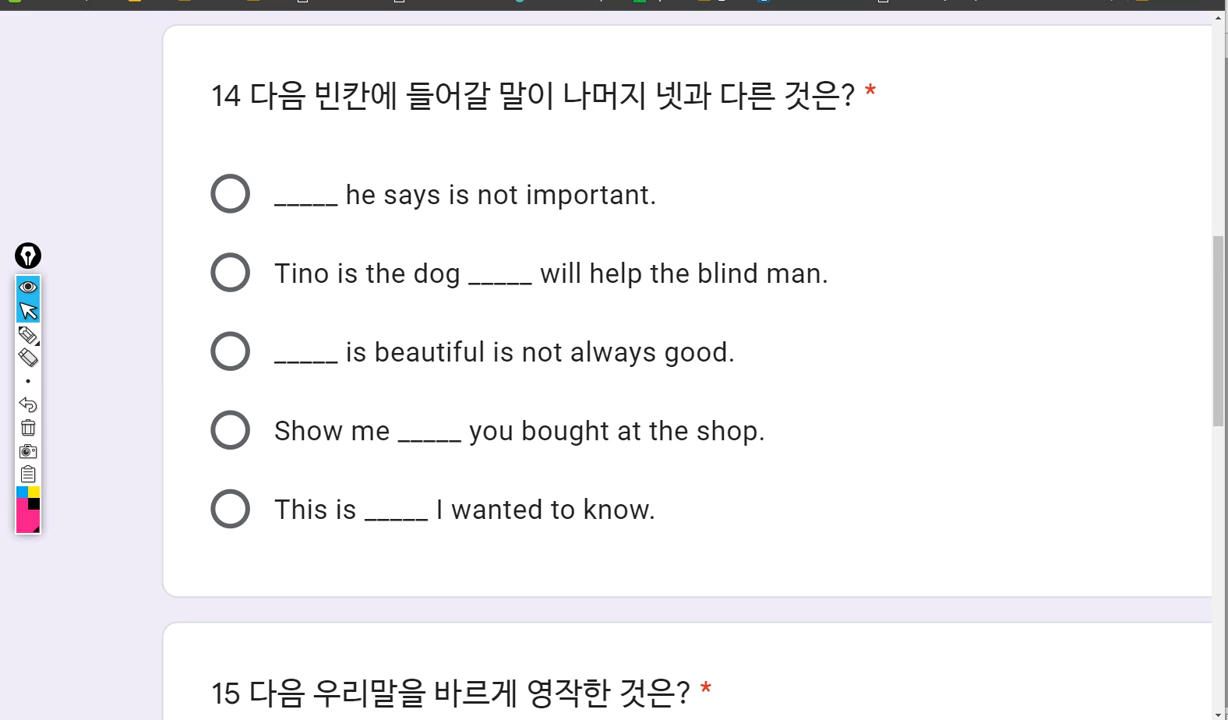 14 다음 빈칸에 들어갈 말이 나머지 넷과 다른 것은? *
_____ he says is not important.
Tino is the dog _____ will help the blind man.
_____ is beautiful is not always good.
Show me _____ you bought at the shop.
This is _____ I wanted to know.
15 다음 우리말을 바르게 영작한 것은? *